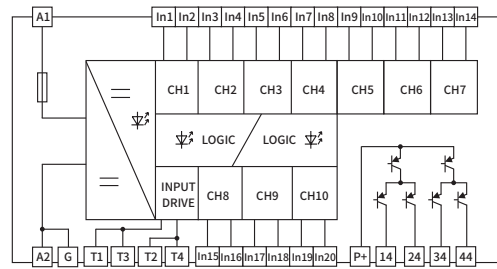 A1 In1 In2 In3 In4 In5 In6 In7 In8 In9 In10 In11 In12 In13 In14
CH1 CH2 CH3 CH4 CH5 CH6 CH7
LOGIC LOGIC
INPUT
DRIVE CH8 CH9 CH10
A2 G T1 T3 T2 T4 In15 In16 In17 In18 In19 In20 P+ 14 24 34 44